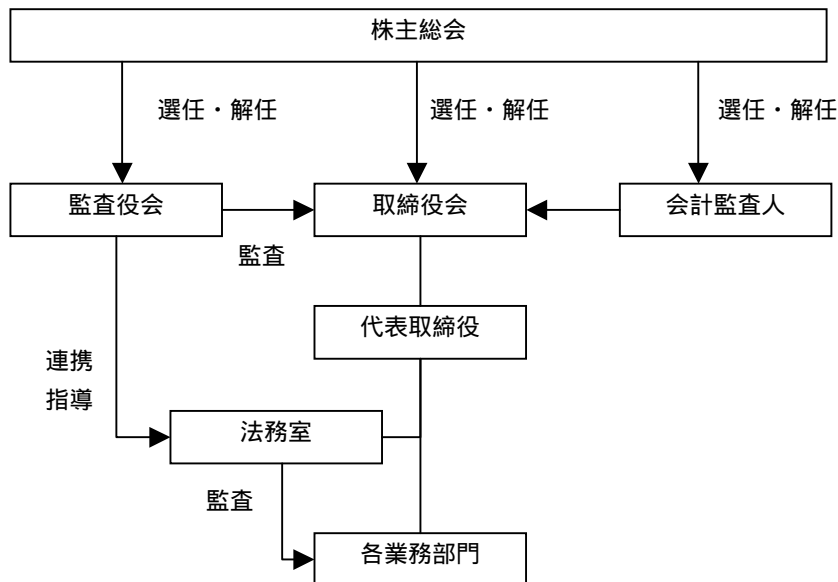 株主総会
選任・解任
選任・解任
選任・解任
監査役会
取締役会
会計監査人
監査
代表取締役
連携
指導
法務室
監査
各業務部門